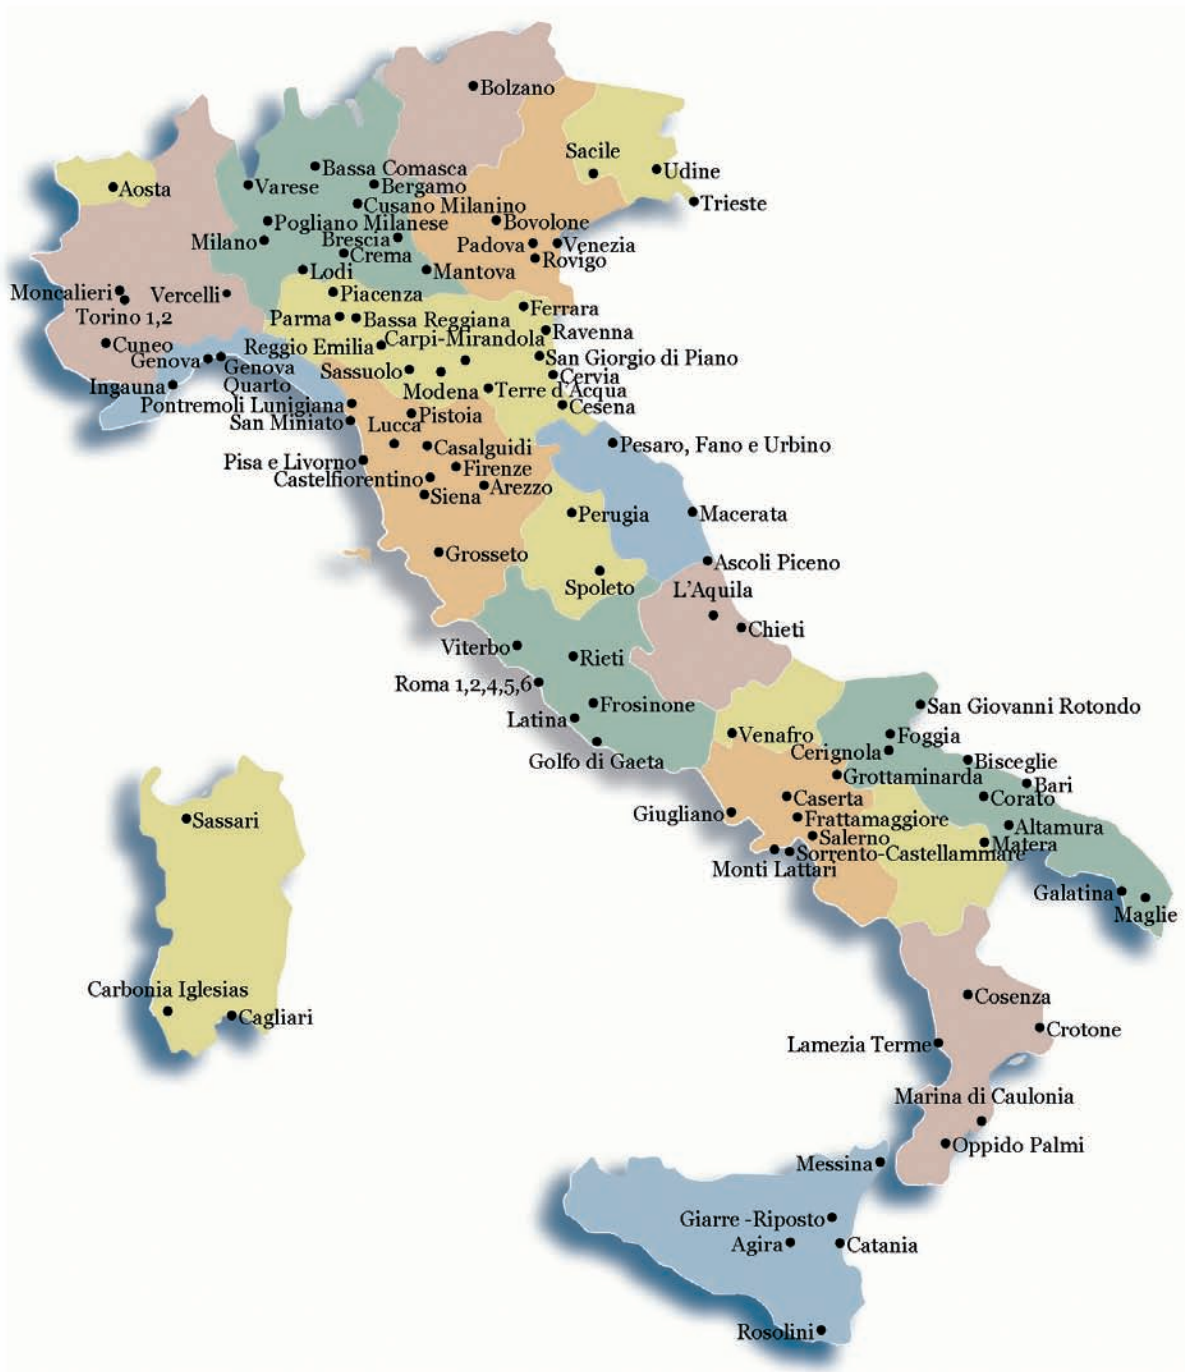 Bolzano
Sacile
Bassa Comasca
Udine
Aosta
Varese
Bergamo
Trieste
Cusano Milanino
Pogliano Milanese
Bovolone
Milano
Brescia
Padova
Venezia
Crema
Rovigo
Lodi
Mantova
Moncalieri
Vercelli
Piacenza
Torino 1,2
Ferrara
Parma
Bassa Reggiana
Ravenna
Cuneo
Reggio Emilia
Carpi-Mirandola
Genova
San Giorgio di Piano
Genova
Quarto
Sassuolo
Cervia
Ingauna
Modena
Terre d'Acqua
Pontremoli Lunigiana
Cesena
San Miniato
Pistoia
Lucca
Pesaro, Fano e Urbino
Casalguidi
Pisa e Livorno
Firenze
Castelfiorentino
Arezzo
Siena
Perugia
Macerata
Grosseto
Ascoli Piceno
Spoleto
L'Aquila
Chieti
Viterbo
Rieti
Roma 1,2,4,5,6
Frosinone
San Giovanni Rotondo
Latina
Venafro
Foggia
Cerignola
Golfo di Gaeta
Bisceglie
Grottaminarda
Bari
Caserta
Corato
Giugliano
Frattamaggiore
Sassari
Altamura
Salerno
Matera
Sorrento-Castellammare
Monti Lattari
Galatina
Maglie
Carbonia Iglesias
Cosenza
Cagliari
Crotone
Lamezia Terme
Marina di Caulonia
Oppido Palmi
Messina
Giarre -Riposto
Agira
Catania
Rosolini